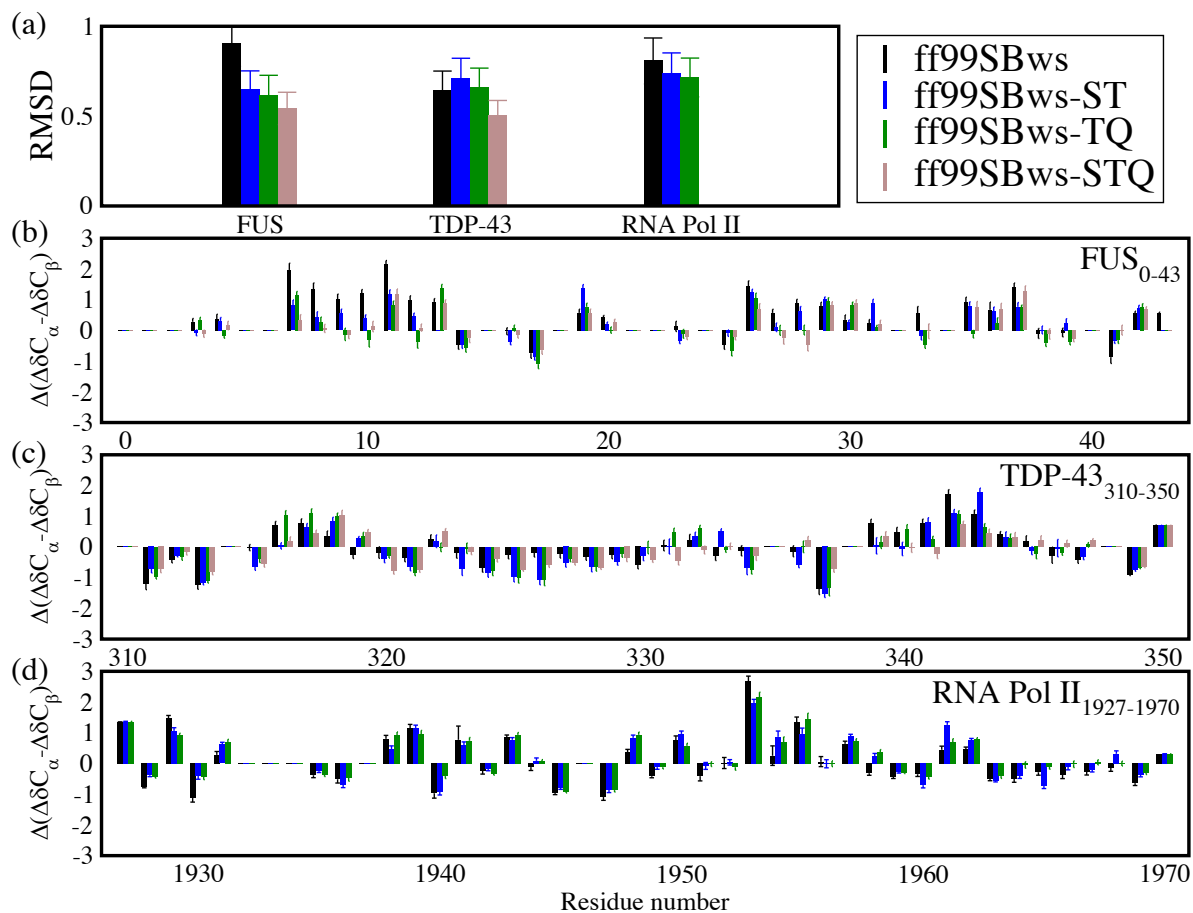 (a)
1
0.5
0
RMSD
FUS TDP-43 RNA Pol II
ff99SBws
ff99SBws-ST
ff99SBws-TQ
ff99SBws-STQ
(b)
3
2
1
0
-1
-2
-3
Δ(ΔδCα-ΔδCβ)
FUS0-43
0 10 20 30 40
(c)
3
2
1
0
-1
-2
-3
Δ(ΔδCα-ΔδCβ)
TDP-43310-350
310 320 330 340 350
(d)
3
2
1
0
-1
-2
-3
Δ(ΔδCα-ΔδCβ)
RNA Pol II1927-1970
1930 1940 1950 1960 1970
Residue number